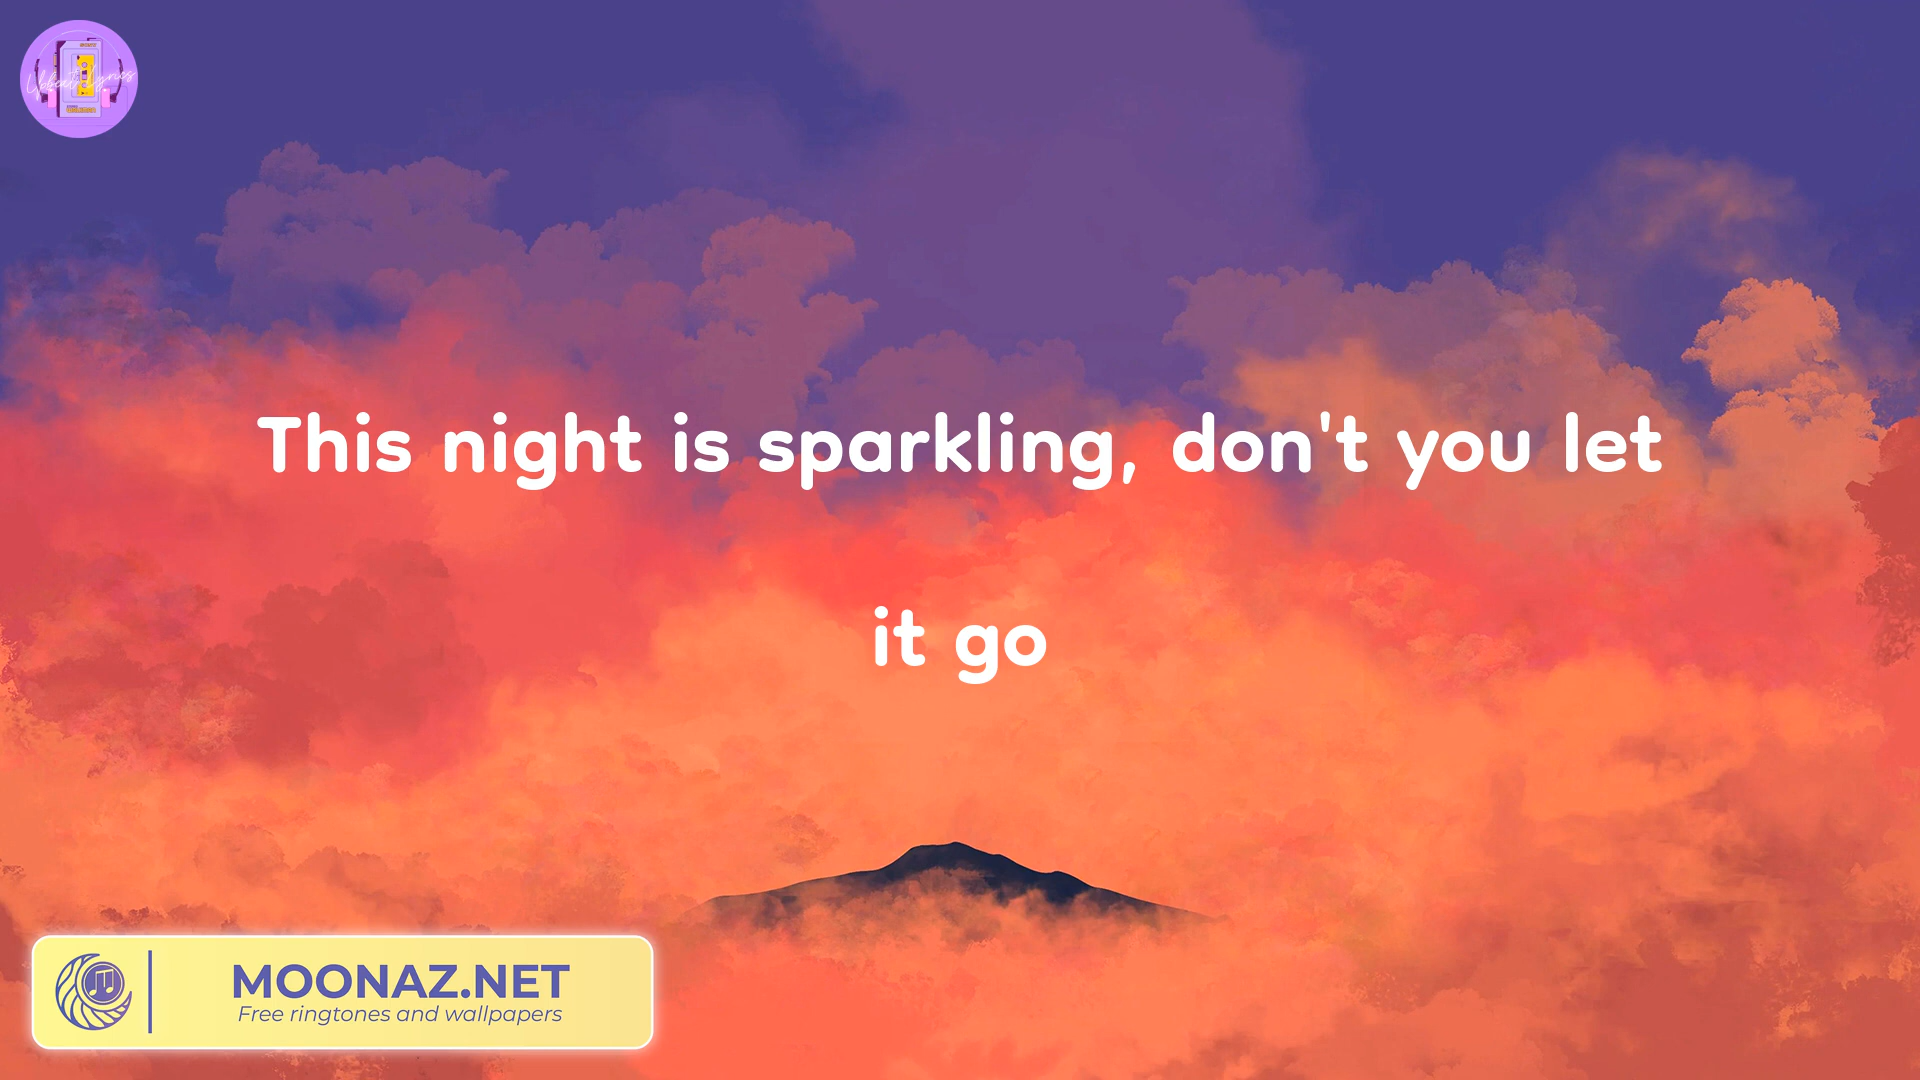 This night is sparkling, don't you let
it go
MOONAZ.NET
Free ringtones and wallpapers